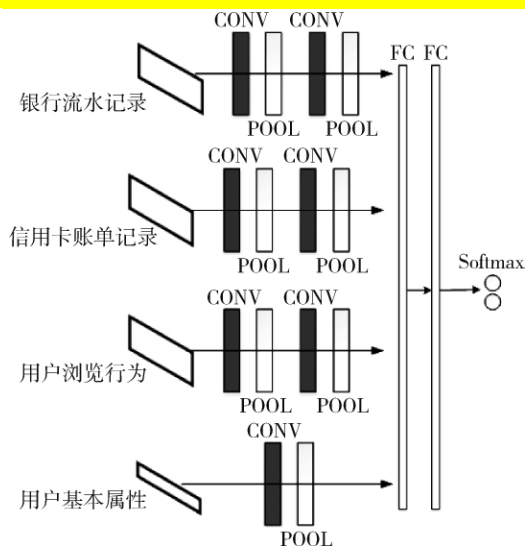 CONV CONV
FC FC
银行流水记录
POOL POOL
CONV CONV
信用卡账单记录
POOL POOL
Softmax
CONV CONV
用户浏览行为
POOL POOL
CONV
用户基本属性
POOL